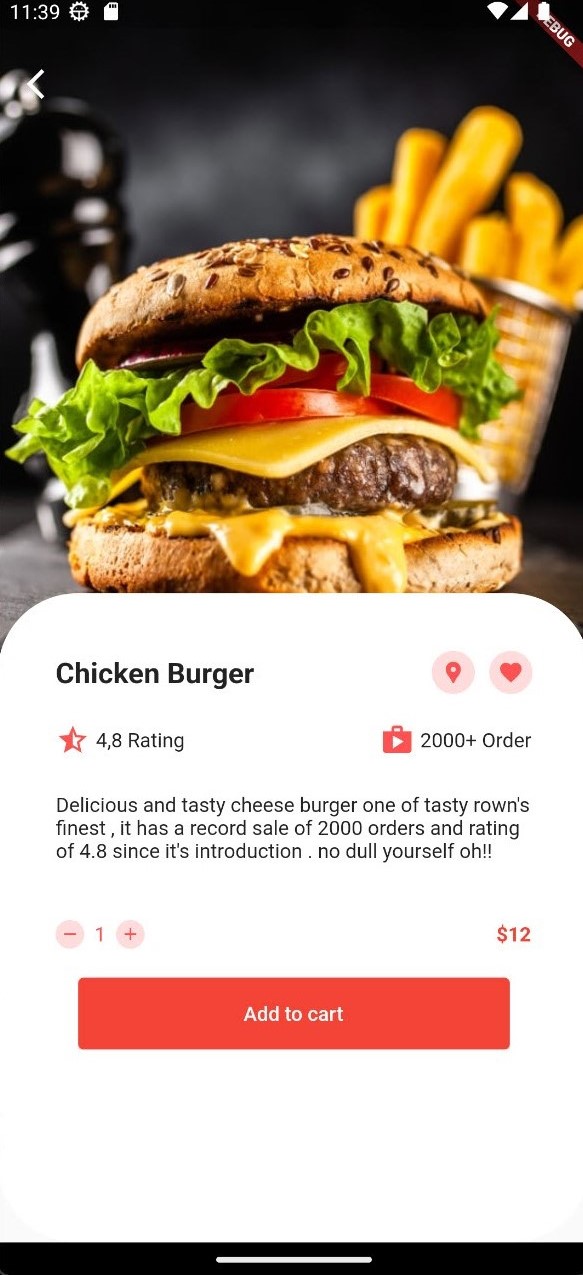 11:39
DEBUG
Chicken Burger
4,8 Rating
2000+ Order
Delicious and tasty cheese burger one of tasty rown's
finest , it has a record sale of 2000 orders and rating
of 4.8 since it's introduction . no dull yourself oh!!
1
$12
Add to cart